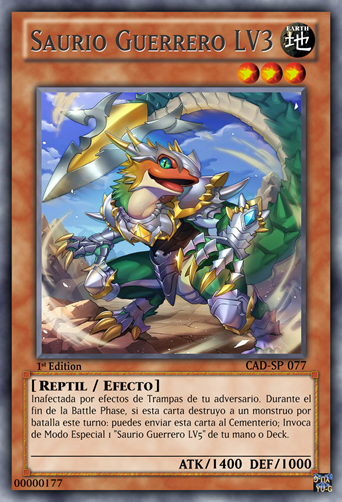 SAURIO GUERRERO LV3
EARTH
地
1st Edition
CAD-SP 077
[ REPTIL / EFECTO ]
Inafectada por efectos de Trampas de tu adversario. Durante el
fin de la Battle Phase, si esta carta destruyo a un monstruo por
batalla este turno: puedes enviar esta carta al Cementerio; Invoca
de Modo Especial 1 "Saurio Guerrero LV5" de tu mano o Deck.
ATK/1400 DEF/1000
00000177